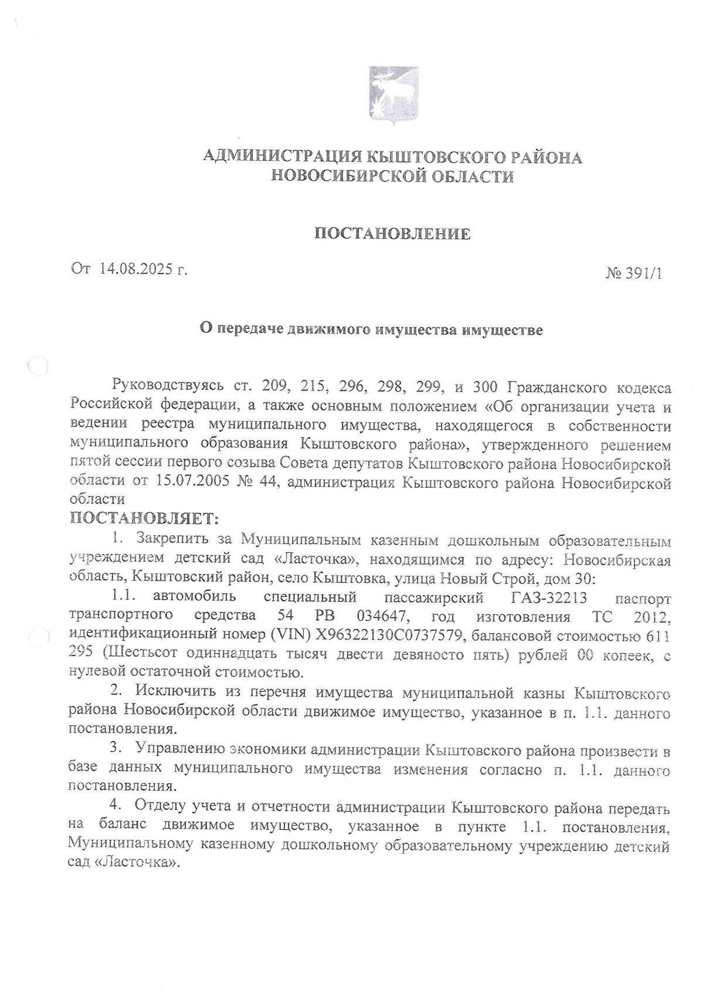 АДМИНИСТРАЦИЯ КЫШТОВСКОГО РАЙОНА
НОВОСИБИРСКОЙ ОБЛАСТИ
ПОСТАНОВЛЕНИЕ
От 14.08.2025 г.
№ 391/1
О передаче движимого имущества имуществе
Руководствуясь ст. 209, 215, 296, 298, 299, и 300 Гражданского кодекса
Российской федерации, а также основным положением «Об организации учета и
ведении реестра муниципального имущества, находящегося в собственности
муниципального образования Кыштовского района», утвержденного решением
пятой сессии первого созыва Совета депутатов Кыштовского района Новосибирской
области от 15.07.2005 № 44, администрация Кыштовского района Новосибирской
области
ПОСТАНОВЛЯЕТ:
1. Закрепить за Муниципальным казенным дошкольным образовательным
учреждением детский сад «Ласточка», находящимся по адресу: Новосибирская
область, Кыштовский район, село Кыштовка, улица Новый Строй, дом 30:
1.1. автомобиль специальный пассажирский ГАЗ-32213 паспорт
транспортного средства 54 РВ 034647, год изготовления ТС 2012,
идентификационный номер (VIN) X96322130C0737579, балансовой стоимостью 611
295 (Шестьсот одиннадцать тысяч двести девяносто пять) рублей 00 копеек, с
нулевой остаточной стоимостью.
2. Исключить из перечня имущества муниципальной казны Кыштовского
района Новосибирской области движимое имущество, указанное в п. 1.1. данного
постановления.
3. Управлению экономики администрации Кыштовского района произвести в
базе данных муниципального имущества изменения согласно п. 1.1. данного
постановления.
4. Отделу учета и отчетности администрации Кыштовского района передать
на баланс движимое имущество, указанное в пункте 1.1. постановления,
Муниципальному казенному дошкольному образовательному учреждению детский
сад «Ласточка».